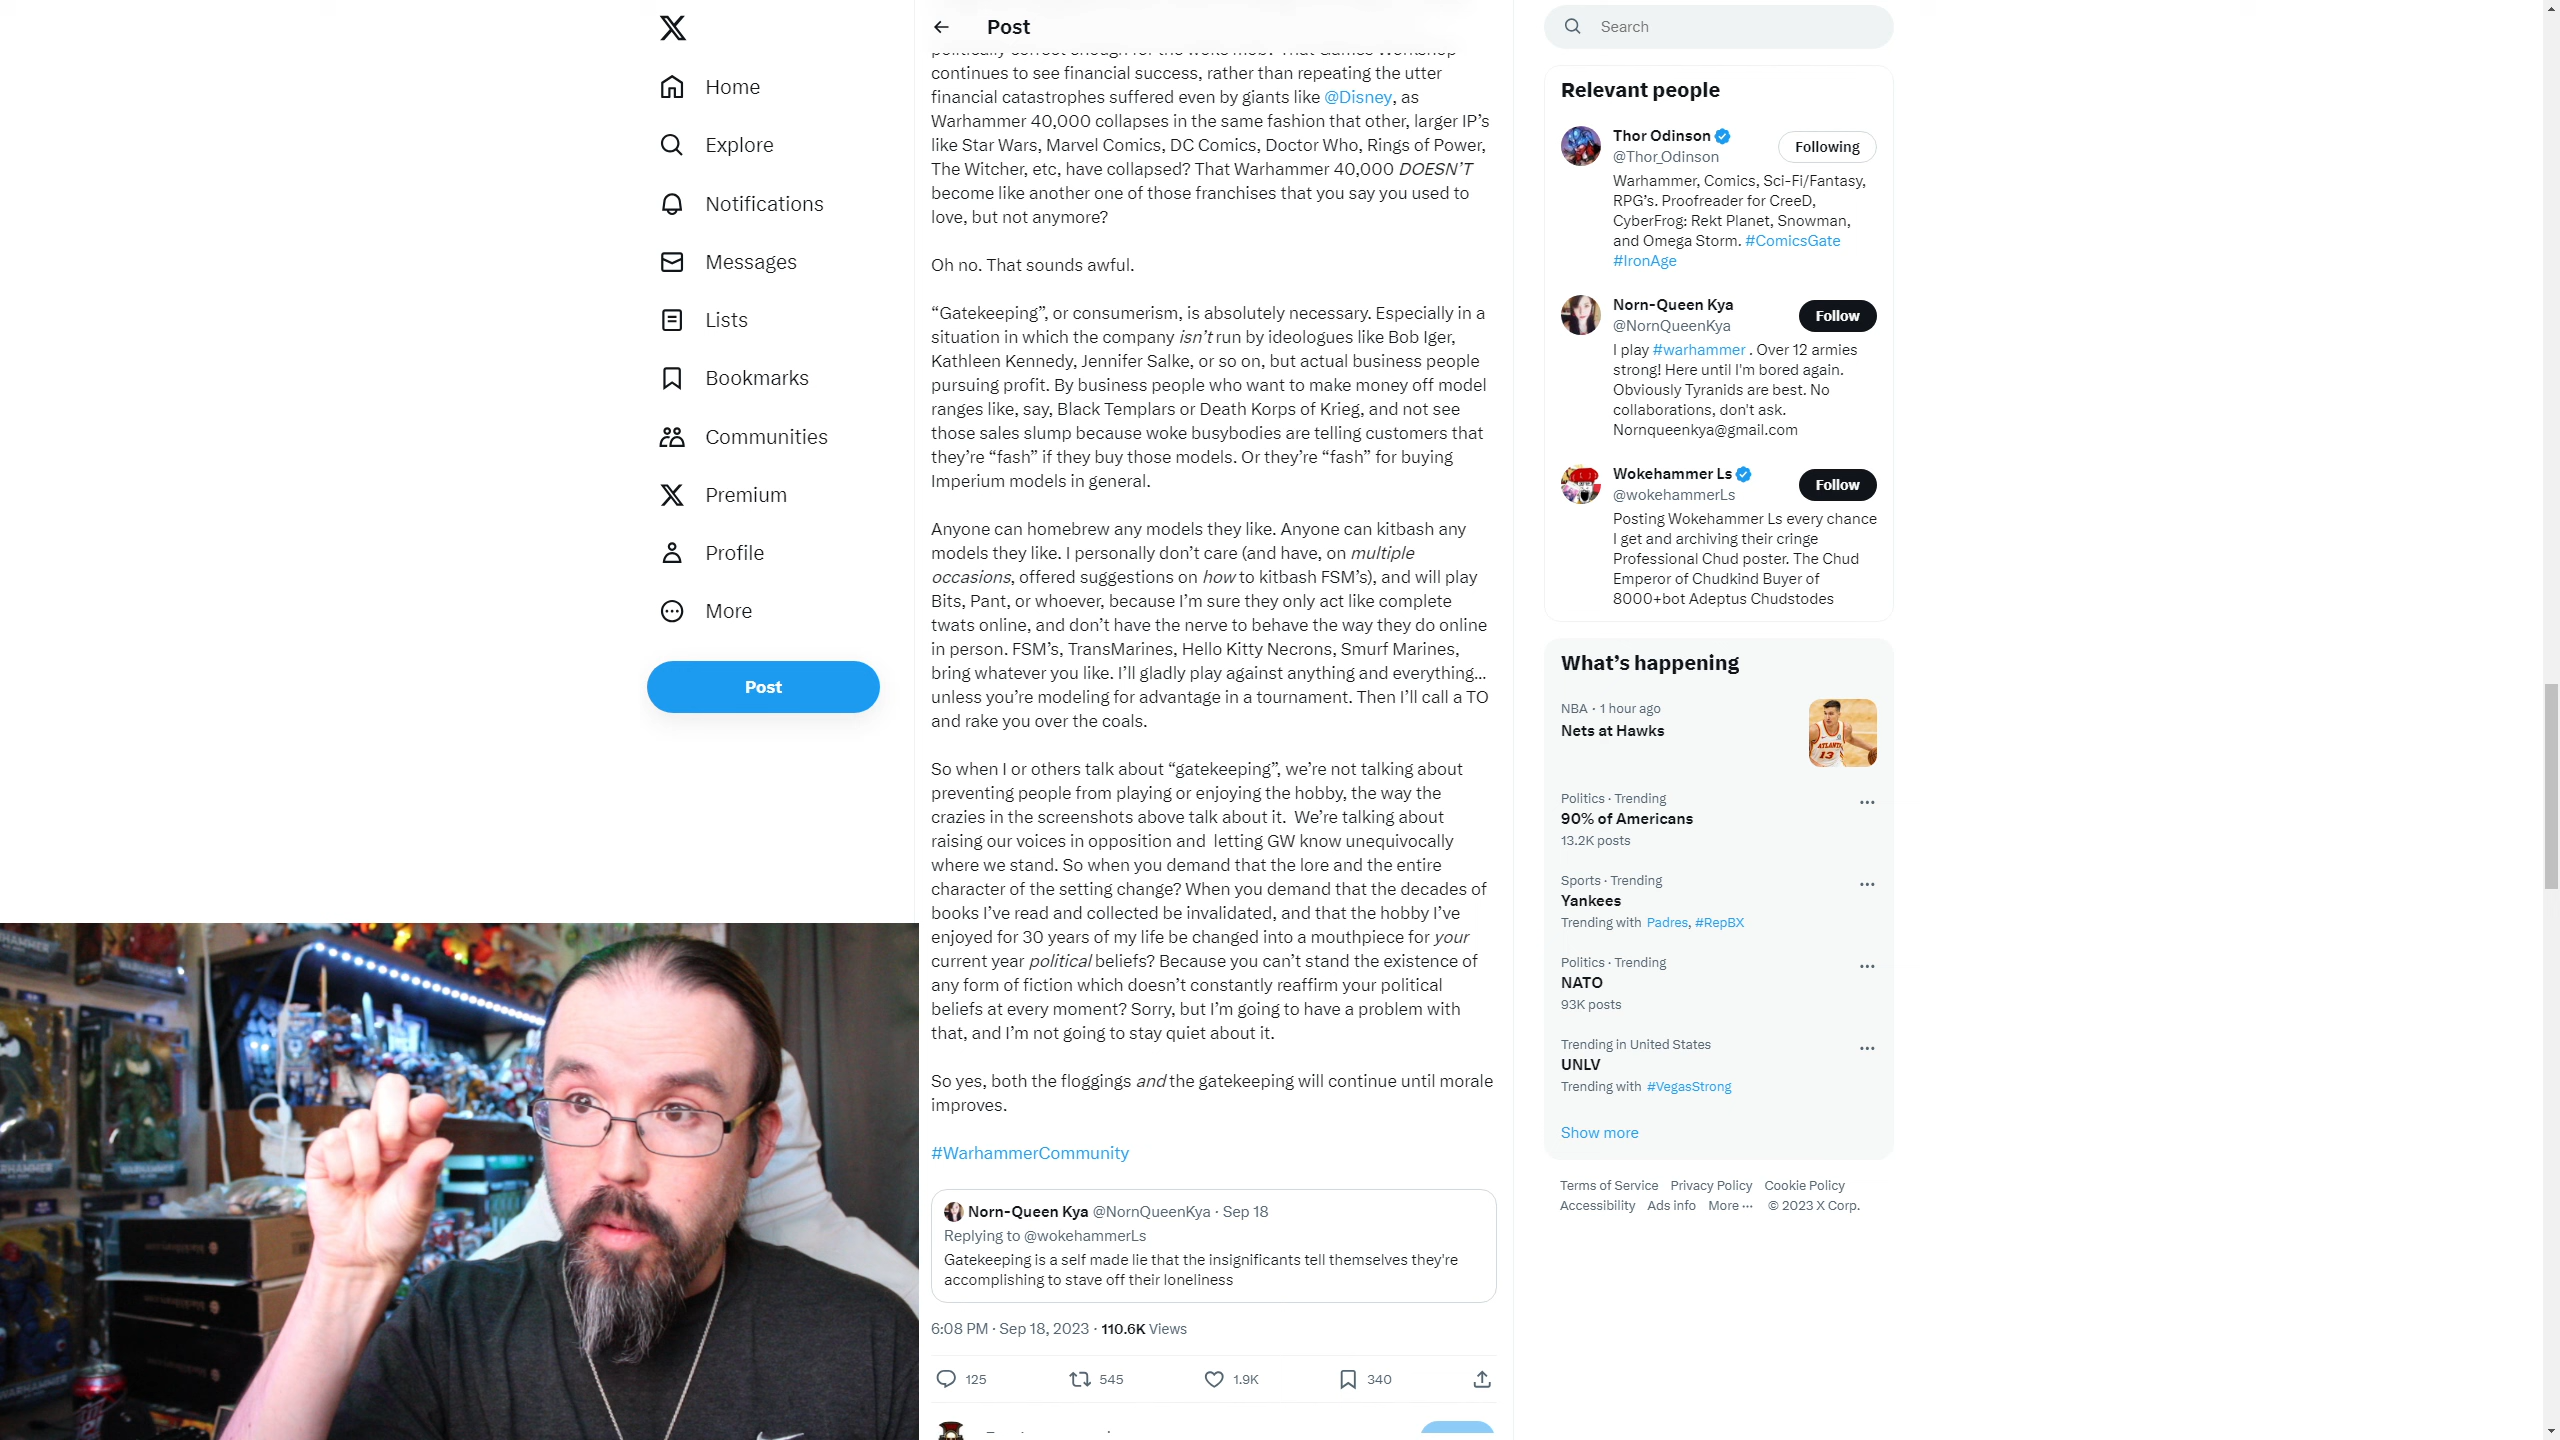 Home
Explore
Notifications
Messages
Lists
Bookmarks
Communities
Premium
Profile
More
Post
Post
politically correct enough for the woke mob? That Games Workshop
continues to see financial success, rather than repeating the utter
financial catastrophes suffered even by giants like @Disney, as
Warhammer 40,000 collapses in the same fashion that other, larger IP’s
like Star Wars, Marvel Comics, DC Comics, Doctor Who, Rings of Power,
The Witcher, etc, have collapsed? That Warhammer 40,000 DOESN’T
become like another one of those franchises that you say you used to
love, but not anymore?
Oh no. That sounds awful.
“Gatekeeping”, or consumerism, is absolutely necessary. Especially in a
situation in which the company isn’t run by ideologues like Bob Iger,
Kathleen Kennedy, Jennifer Salke, or so on, but actual business people
pursuing profit. By business people who want to make money off model
ranges like, say, Black Templars or Death Korps of Krieg, and not see
those sales slump because woke busybodies are telling customers that
they’re “fash” if they buy those models. Or they’re “fash” for buying
Imperium models in general.
Anyone can homebrew any models they like. Anyone can kitbash any
models they like. I personally don’t care (and have, on multiple
occasions, offered suggestions on how to kitbash FSM’s), and will play
Bits, Pant, or whoever, because I’m sure they only act like complete
twats online, and don’t have the nerve to behave the way they do online
in person. FSM’s, TransMarines, Hello Kitty Necrons, Smurf Marines,
bring whatever you like. I’ll gladly play against anything and everything...
unless you’re modeling for advantage in a tournament. Then I’ll call a TO
and rake you over the coals.
So when I or others talk about “gatekeeping”, we’re not talking about
preventing people from playing or enjoying the hobby, the way the
crazies in the screenshots above talk about it.  We’re talking about
raising our voices in opposition and  letting GW know unequivocally
where we stand. So when you demand that the lore and the entire
character of the setting change? When you demand that the decades of
books I’ve read and collected be invalidated, and that the hobby I’ve
enjoyed for 30 years of my life be changed into a mouthpiece for your
current year political beliefs? Because you can’t stand the existence of
any form of fiction which doesn’t constantly reaffirm your political
beliefs at every moment? Sorry, but I’m going to have a problem with
that, and I’m not going to stay quiet about it.
So yes, both the floggings and the gatekeeping will continue until morale
improves.
#WarhammerCommunity
Norn-Queen Kya @NornQueenKya · Sep 18
Replying to @wokehammerLs
Gatekeeping is a self made lie that the insignificants tell themselves they're
accomplishing to stave off their loneliness
6:08 PM · Sep 18, 2023 · 110.6K Views
125 545 1.9K 340
Search
Relevant people
Thor Odinson
@Thor_Odinson
Following
Warhammer, Comics, Sci-Fi/Fantasy,
RPG’s. Proofreader for CreeD,
CyberFrog: Rekt Planet, Snowman,
and Omega Storm. #ComicsGate
#IronAge
Norn-Queen Kya
@NornQueenKya
Follow
I play #warhammer . Over 12 armies
strong! Here until I'm bored again.
Obviously Tyranids are best. No
collaborations, don't ask.
Nornqueenkya@gmail.com
Wokehammer Ls
@wokehammerLs
Follow
Posting Wokehammer Ls every chance
I get and archiving their cringe
Professional Chud poster. The Chud
Emperor of Chudkind Buyer of
8000+bot Adeptus Chudstodes
What’s happening
NBA · 1 hour ago
Nets at Hawks
Politics · Trending
90% of Americans
13.2K posts
Sports · Trending
Yankees
Trending with Padres, #RepBX
Politics · Trending
NATO
93K posts
Trending in United States
UNLV
Trending with #VegasStrong
Show more
Terms of Service Privacy Policy Cookie Policy
Accessibility Ads info More ··· © 2023 X Corp.